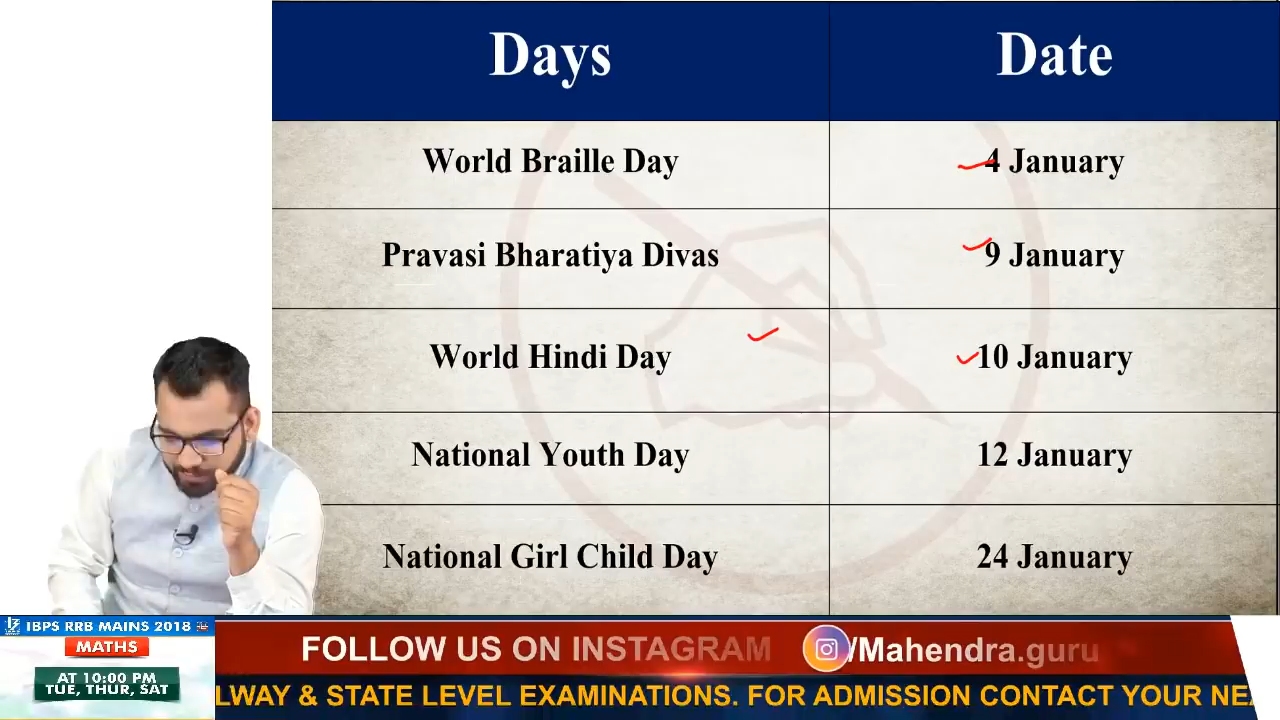 Days Date
World Braille Day 4 January
Pravasi Bharatiya Divas 9 January
World Hindi Day 10 January
National Youth Day 12 January
National Girl Child Day 24 January
IBPS RRB MAINS 2018
MATHS
AT 10:00 PM
TUE, THUR, SAT
FOLLOW US ON INSTAGRAM /Mahendra.guru
LWAY & STATE LEVEL EXAMINATIONS. FOR ADMISSION CONTACT YOUR NEA